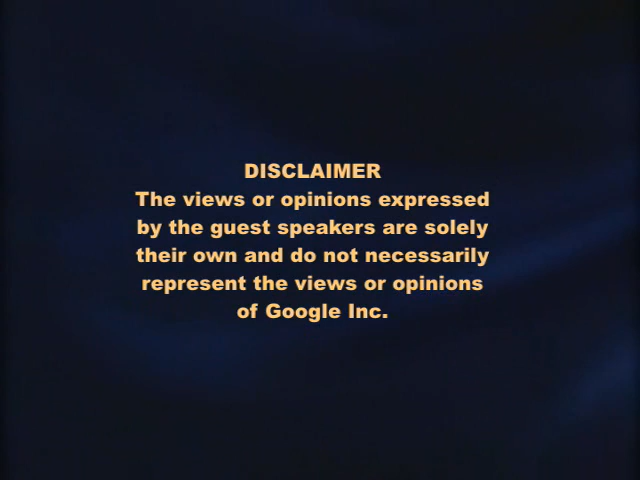 DISCLAIMER
The views or opinions expressed
by the guest speakers are solely
their own and do not necessarily
represent the views or opinions
of Google Inc.